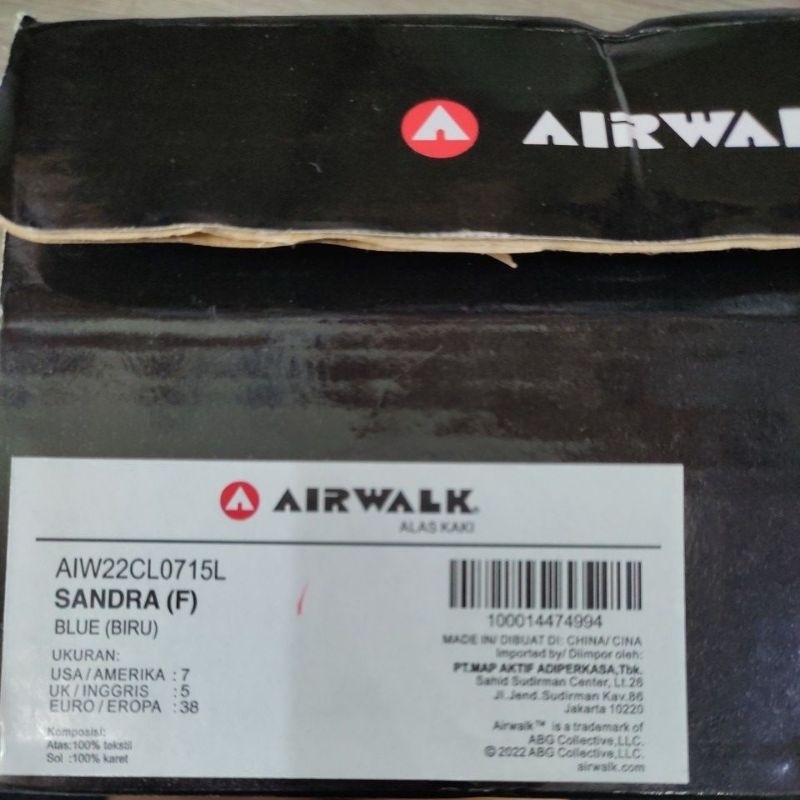 AIRWAL
AIRWALK
ALAS KAKI
AIW22CL0715L
SANDRA (F)
BLUE (BIRU)
UKURAN:
USA / AMERIKA : 7
UK / INGGRIS : 5
EURO / EROPA : 38
Komposisi:
Atas:100% tekstil
Sol :100% karet
100014474994
MADE IN/ DIBUAT DI: CHINA/ CINA
Imported by/ Diimpor oleh:
PT.MAP AKTIF ADIPERKASA,Tbk.
Sahid Sudirman Center, Lt.26
Jl.Jend.Sudirman Kav.86
Jakarta 10220
Airwalk™ is a trademark of
ABG Collective,LLC.
© 2022 ABG Collective,LLC.
airwalk.com